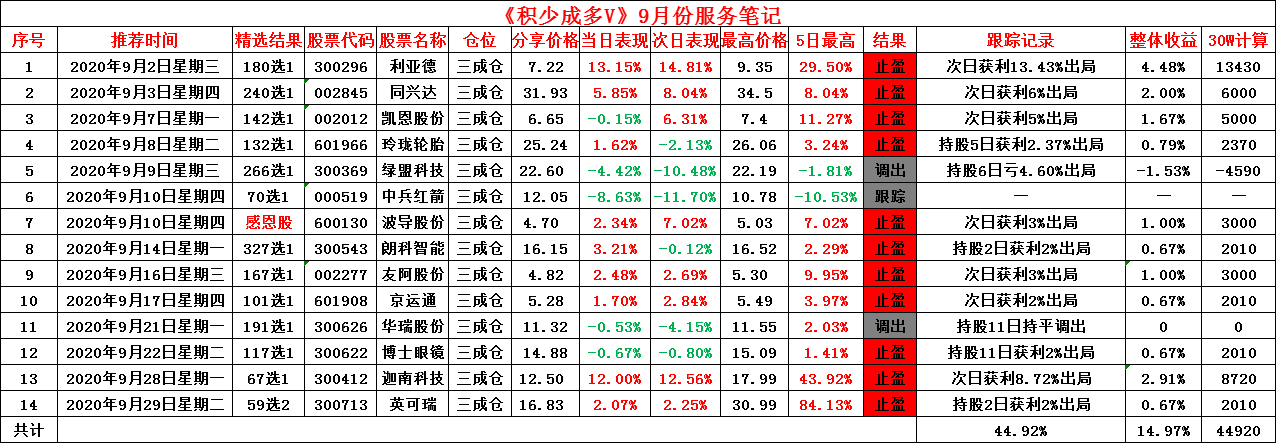 《积少成多V》9月份服务笔记
序号 推荐时间 精选结果 股票代码 股票名称 仓位 分享价格 当日表现 次日表现 最高价格 5日最高 结果 跟踪记录 整体收益 30W计算
1 2020年9月2日星期三 180选1 300296 利亚德 三成仓 7.22 13.15% 14.81% 9.35 29.50% 止盈 次日获利13.43%出局 4.48% 13430
2 2020年9月3日星期四 240选1 002845 同兴达 三成仓 31.93 5.85% 8.04% 34.5 8.04% 止盈 次日获利6%出局 2.00% 6000
3 2020年9月7日星期一 142选1 002012 凯恩股份 三成仓 6.65 -0.15% 6.31% 7.4 11.27% 止盈 次日获利5%出局 1.67% 5000
4 2020年9月8日星期二 132选1 601966 玲珑轮胎 三成仓 25.24 1.62% -2.13% 26.06 3.24% 止盈 持股5日获利2.37%出局 0.79% 2370
5 2020年9月9日星期三 266选1 300369 绿盟科技 三成仓 22.60 -4.42% -10.48% 22.19 -1.81% 调出 持股6日亏4.60%出局 -1.53% -4590
6 2020年9月10日星期四 70选1 000519 中兵红箭 三成仓 12.05 -8.63% -11.70% 10.78 -10.53% 跟踪 — — —
7 2020年9月10日星期四 感恩股 600130 波导股份 三成仓 4.70 2.34% 7.02% 5.03 7.02% 止盈 次日获利3%出局 1.00% 3000
8 2020年9月14日星期一 327选1 300543 朗科智能 三成仓 16.15 3.21% -0.12% 16.52 2.29% 止盈 持股2日获利2%出局 0.67% 2010
9 2020年9月16日星期三 167选1 002277 友阿股份 三成仓 4.82 2.48% 2.69% 5.30 9.95% 止盈 次日获利3%出局 1.00% 3000
10 2020年9月17日星期四 101选1 601908 京运通 三成仓 5.28 1.70% 2.84% 5.49 3.97% 止盈 次日获利2%出局 0.67% 2010
11 2020年9月21日星期一 191选1 300626 华瑞股份 三成仓 11.32 -0.53% -4.15% 11.55 2.03% 调出 持股11日持平调出 0 0
12 2020年9月22日星期二 117选1 300622 博士眼镜 三成仓 14.88 -0.67% -0.80% 15.09 1.41% 止盈 持股11日获利2%出局 0.67% 2010
13 2020年9月28日星期一 67选1 300412 迦南科技 三成仓 12.50 12.00% 12.56% 17.99 43.92% 止盈 次日获利8.72%出局 2.91% 8720
14 2020年9月29日星期二 59选2 300713 英可瑞 三成仓 16.83 2.07% 2.25% 30.99 84.13% 止盈 持股2日获利2%出局 0.67% 2010
共计 44.92% 14.97% 44920